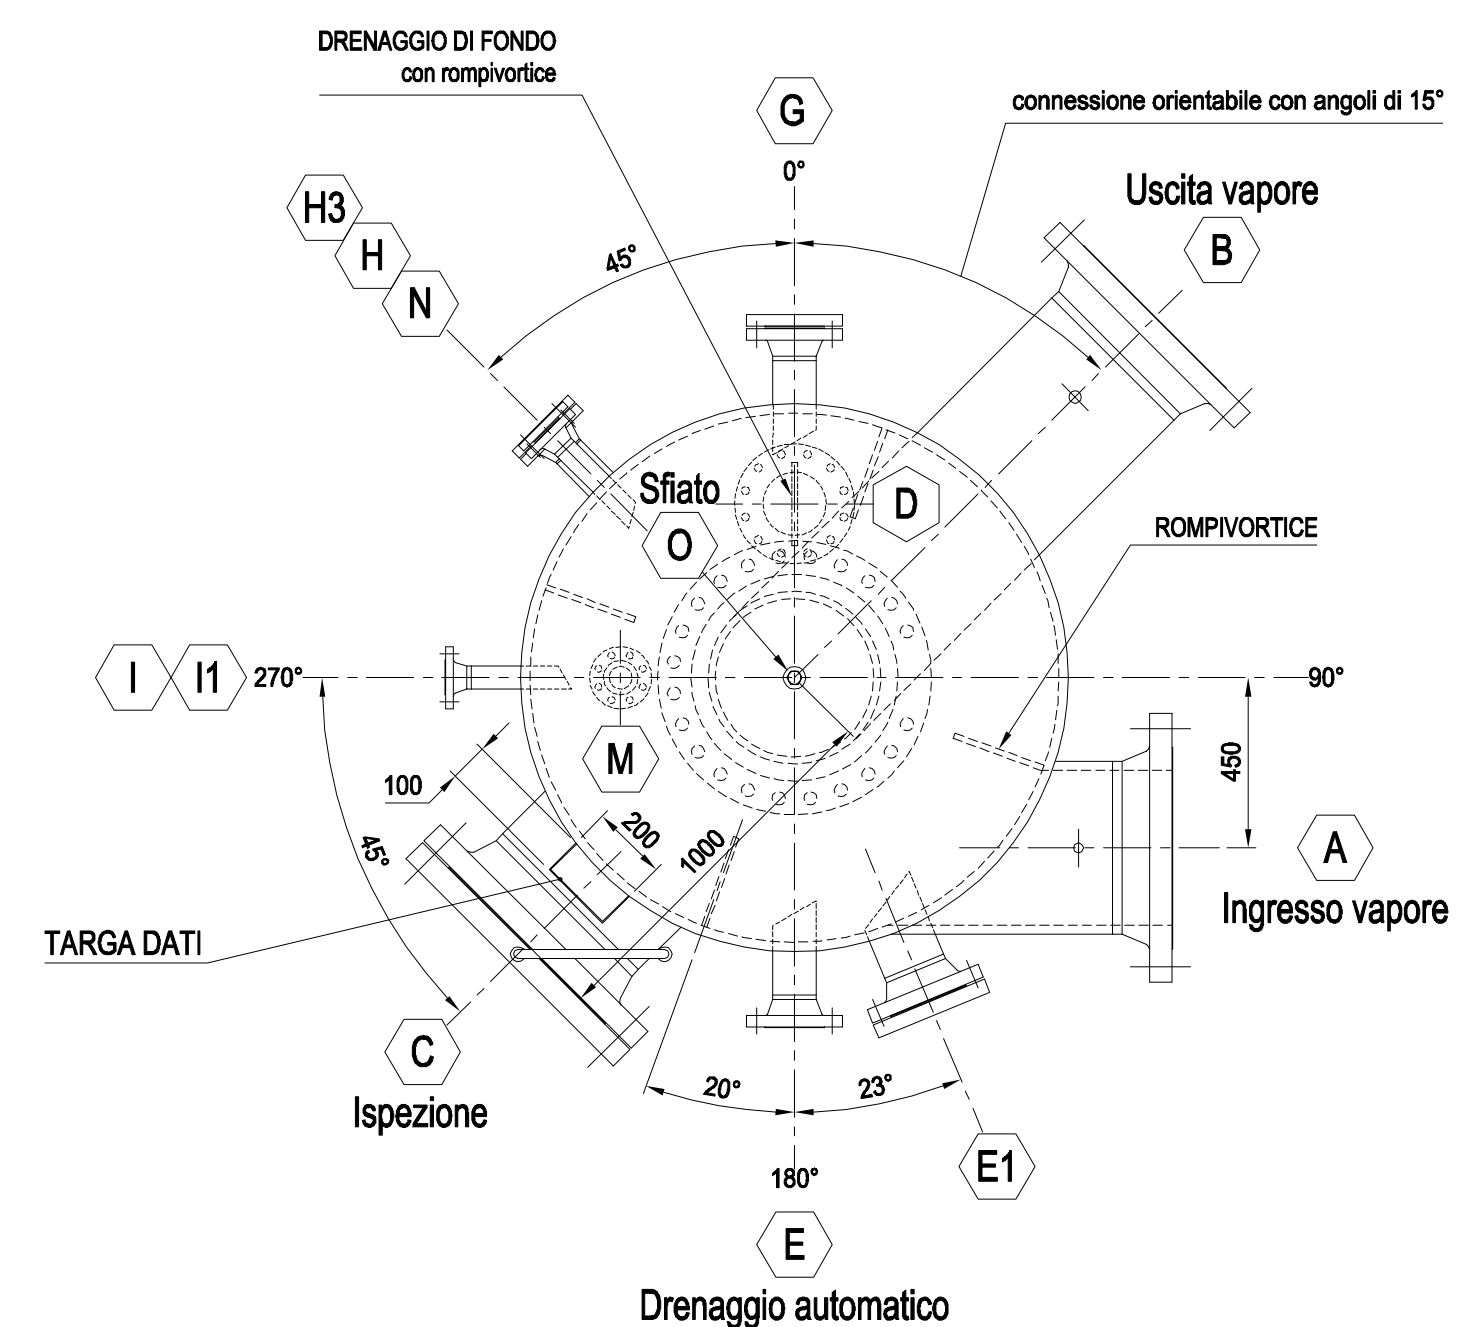 DRENAGGIO DI FONDO
con rompivortice
G
connessione orientabile con angoli di 15°
0°
Uscita vapore
H3
H
N
B
45°
Sfiato
D
O
ROMPIVORTICE
I
I1
270°
90°
M
450
100
200
1000
45°
A
Ingresso vapore
TARGA DATI
C
Ispezione
20°
23°
E1
180°
E
Drenaggio automatico